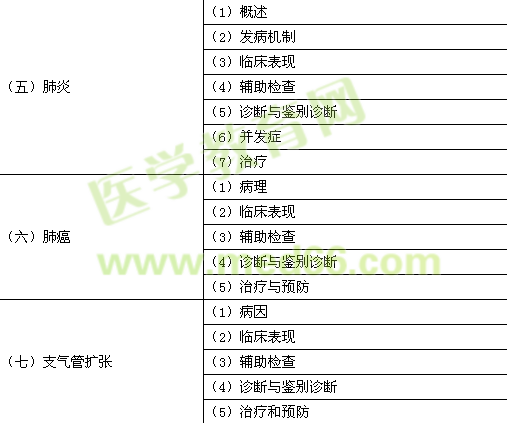 （五）肺炎
（1）概述
（2）发病机制
（3）临床表现
（4）辅助检查
（5）诊断与鉴别诊断
（6）并发症
（7）治疗
（六）肺癌
（1）病理
（2）临床表现
（3）辅助检查
（4）诊断与鉴别诊断
（5）治疗与预防
（七）支气管扩张
（1）病因
（2）临床表现
（3）辅助检查
（4）诊断与鉴别诊断
（5）治疗和预防
医学教育网
www.med66.com